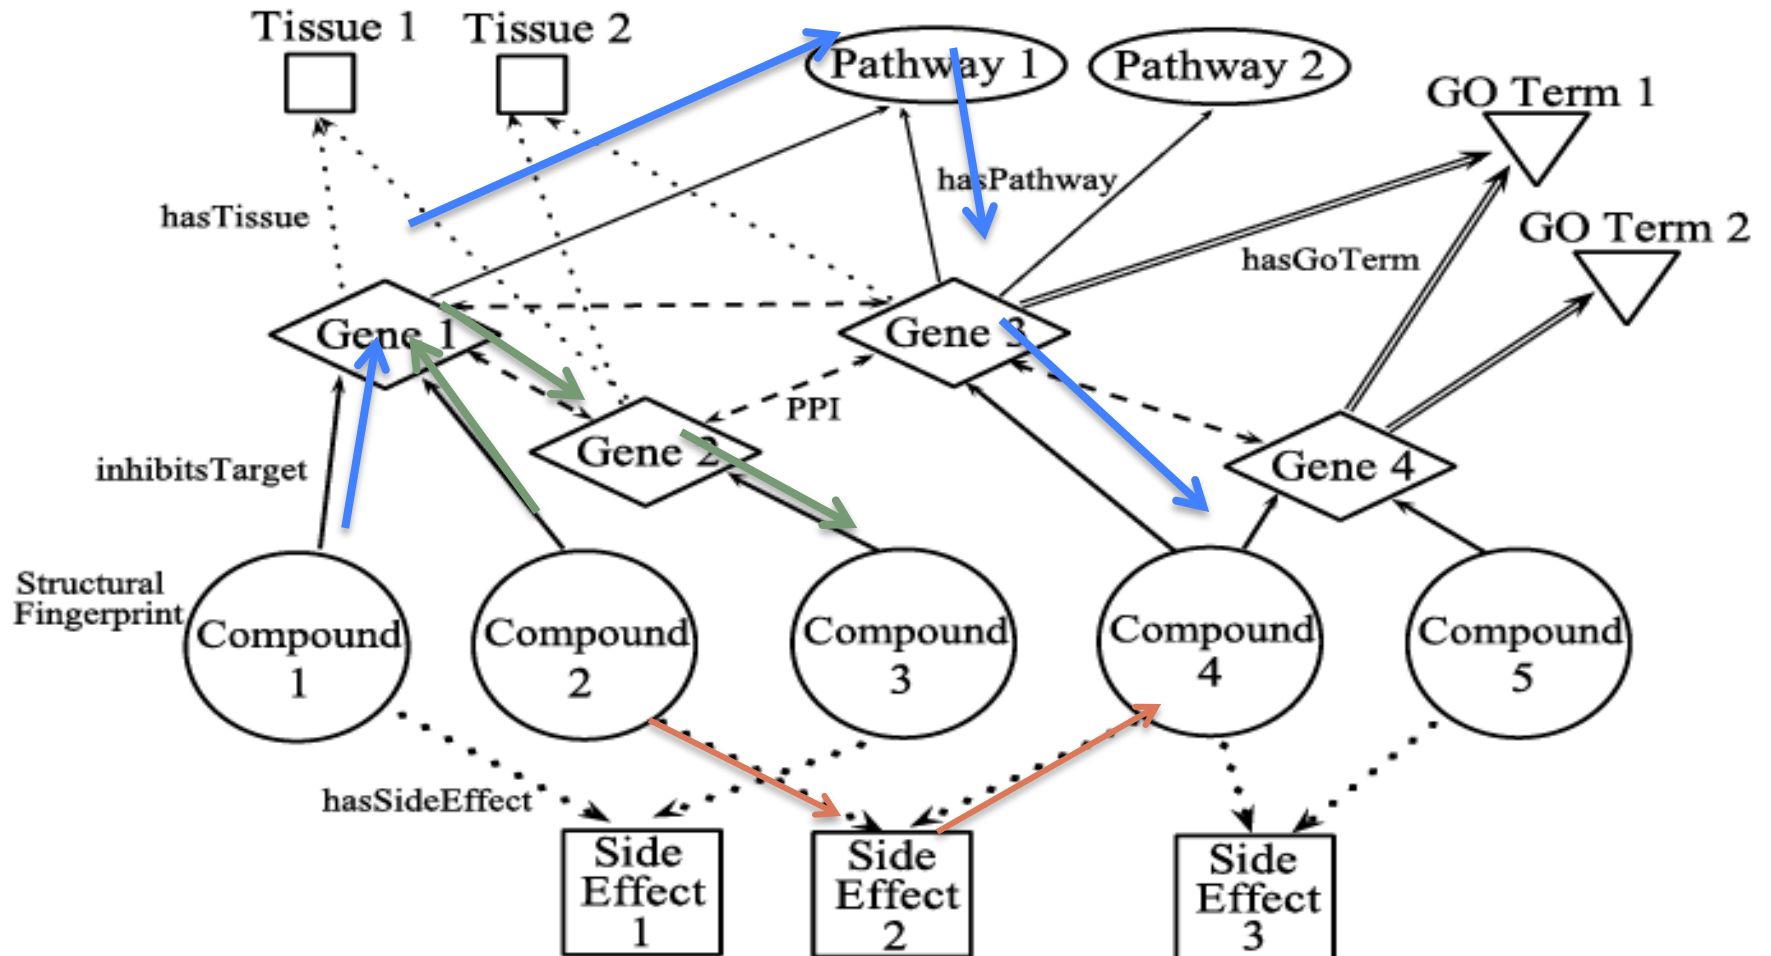 Tissue 1
Tissue 2
Pathway 1
Pathway 2
GO Term 1
hasPathway
hasTissue
GO Term 2
hasGoTerm
Gene 1
Gene 3
PPI
Gene 2
Gene 4
inhibitsTarget
Structural
Fingerprint
Compound
1
Compound
2
Compound
3
Compound
4
Compound
5
hasSideEffect
Side
Effect
1
Side
Effect
2
Side
Effect
3